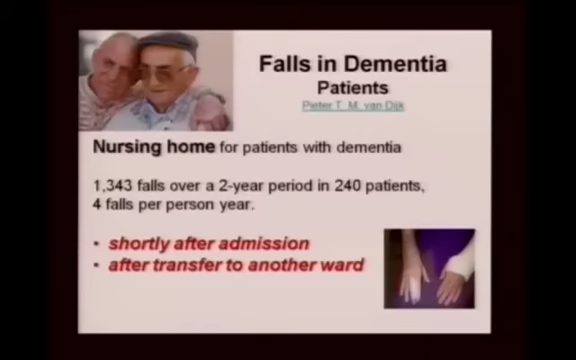 Falls in Dementia
Patients
Pieter T. M. van Dijk
Nursing home for patients with dementia
1,343 falls over a 2-year period in 240 patients,
4 falls per person year.
• shortly after admission
• after transfer to another ward